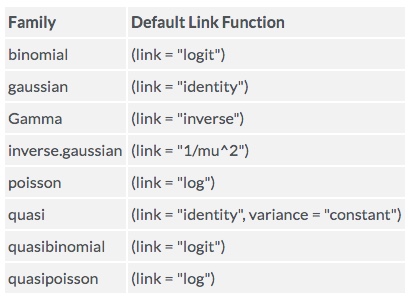 Family Default Link Function
binomial (link = "logit")
gaussian (link = "identity")
Gamma (link = "inverse")
inverse.gaussian (link = "1/mu^2")
poisson (link = "log")
quasi (link = "identity", variance = "constant")
quasibinomial (link = "logit")
quasipoisson (link = "log")